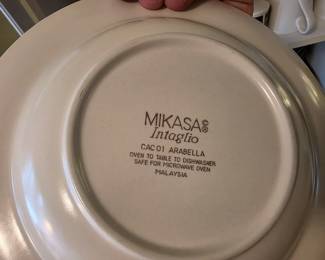 MIKASA®
Intaglio
CAC01 ARABELLA
OVEN TO TABLE TO DISHWASHER
SAFE FOR MICROWAVE OVEN
MALAYSIA